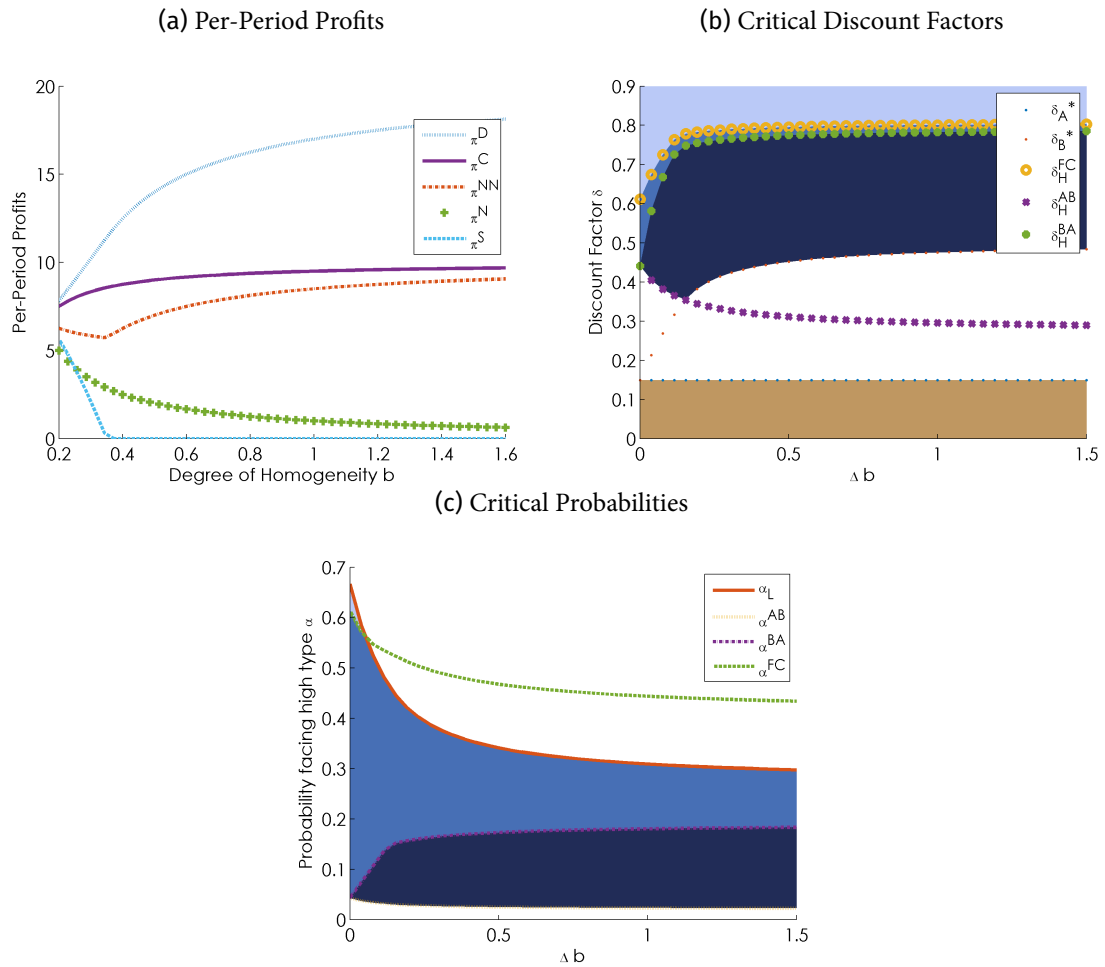 (a) Per-Period Profits
20
15
10
5
0
0.2 0.4 0.6 0.8 1 1.2 1.4 1.6
Per-Period Profits
Degree of Homogeneity b
π^D
π^C
π^NN
π^N
π^S
(b) Critical Discount Factors
0.9
0.8
0.7
0.6
0.5
0.4
0.3
0.2
0.1
0
0 0.5 1 1.5
Discount Factor δ
Δ b
δ_A^*
δ_B^*
δ_H^FC
δ_H^AB
δ_H^BA
(c) Critical Probabilities
0.7
0.6
0.5
0.4
0.3
0.2
0.1
0
0 0.5 1 1.5
Probability facing high type α
Δ b
α_L
α^AB
α^BA
α^FC